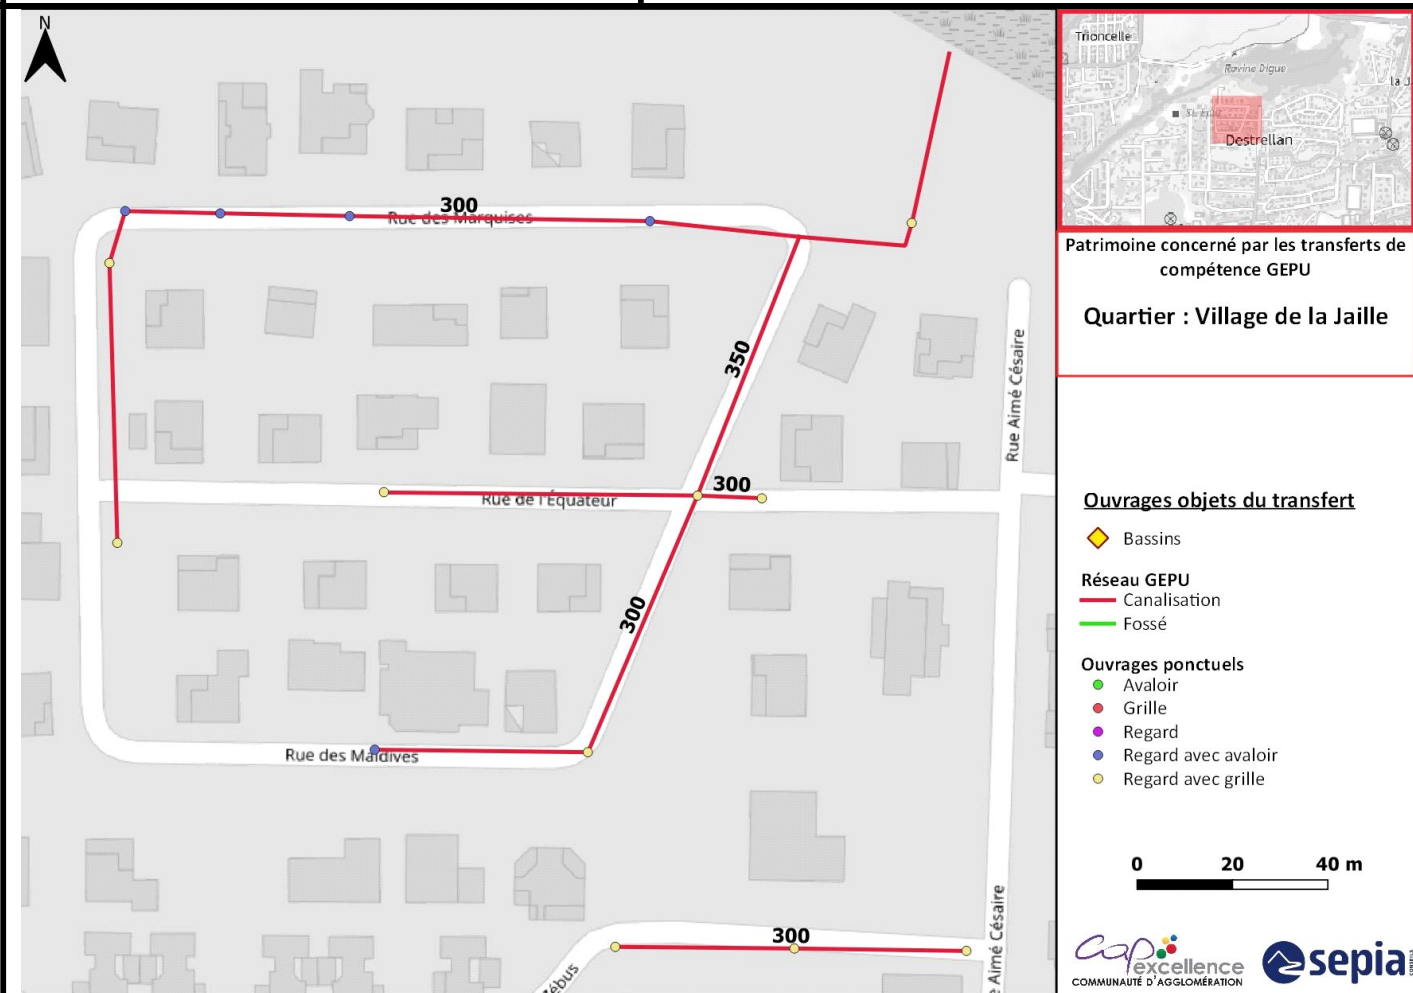 N
300
Rue des Marquises
350
Rue Aimé Césaire
300
Rue de l'Équateur
300
Rue des Maldives
300
Aimé Césaire
Trioncelle
Ravine Digue
la J
Destrellan
Patrimoine concerné par les transferts de
compétence GEPU
Quartier : Village de la Jaille
Ouvrages objets du transfert
Bassins
Réseau GEPU
Canalisation
Fossé
Ouvrages ponctuels
Avaloir
Grille
Regard
Regard avec avaloir
Regard avec grille
0 20 40 m
Cap excellence
COMMUNAUTÉ D'AGGLOMÉRATION
sepia